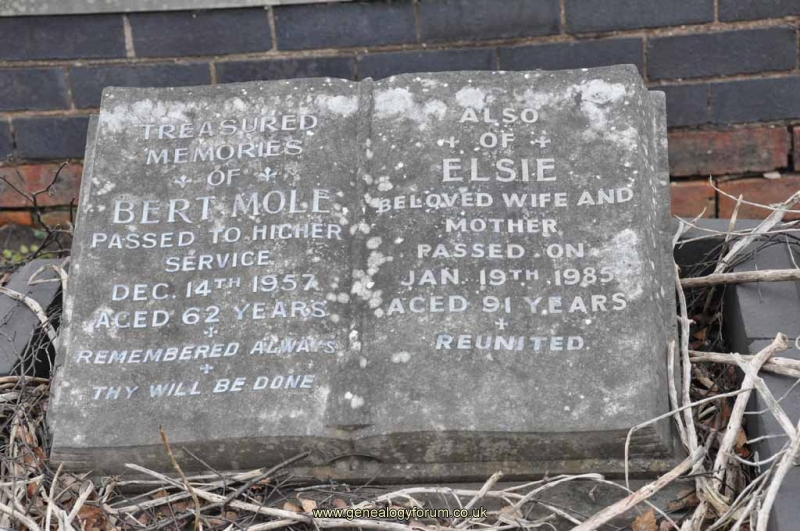 TREASURED
MEMORIES
OF
BERT MOLE
PASSED TO HIGHER
SERVICE
DEC. 14TH 1957
AGED 62 YEARS
REMEMBERED ALWAYS
THY WILL BE DONE
ALSO
OF
ELSIE
BELOVED WIFE AND
MOTHER
PASSED ON
JAN. 19TH 1985
AGED 91 YEARS
REUNITED.
www.genealogyforum.co.uk